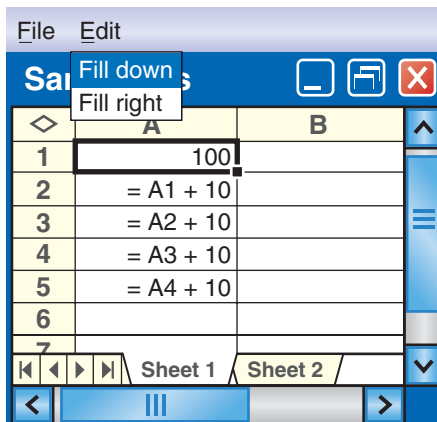 File Edit
Fill down
Fill right
A B
1 100
2 = A1 + 10
3 = A2 + 10
4 = A3 + 10
5 = A4 + 10
6
7
Sheet 1 Sheet 2